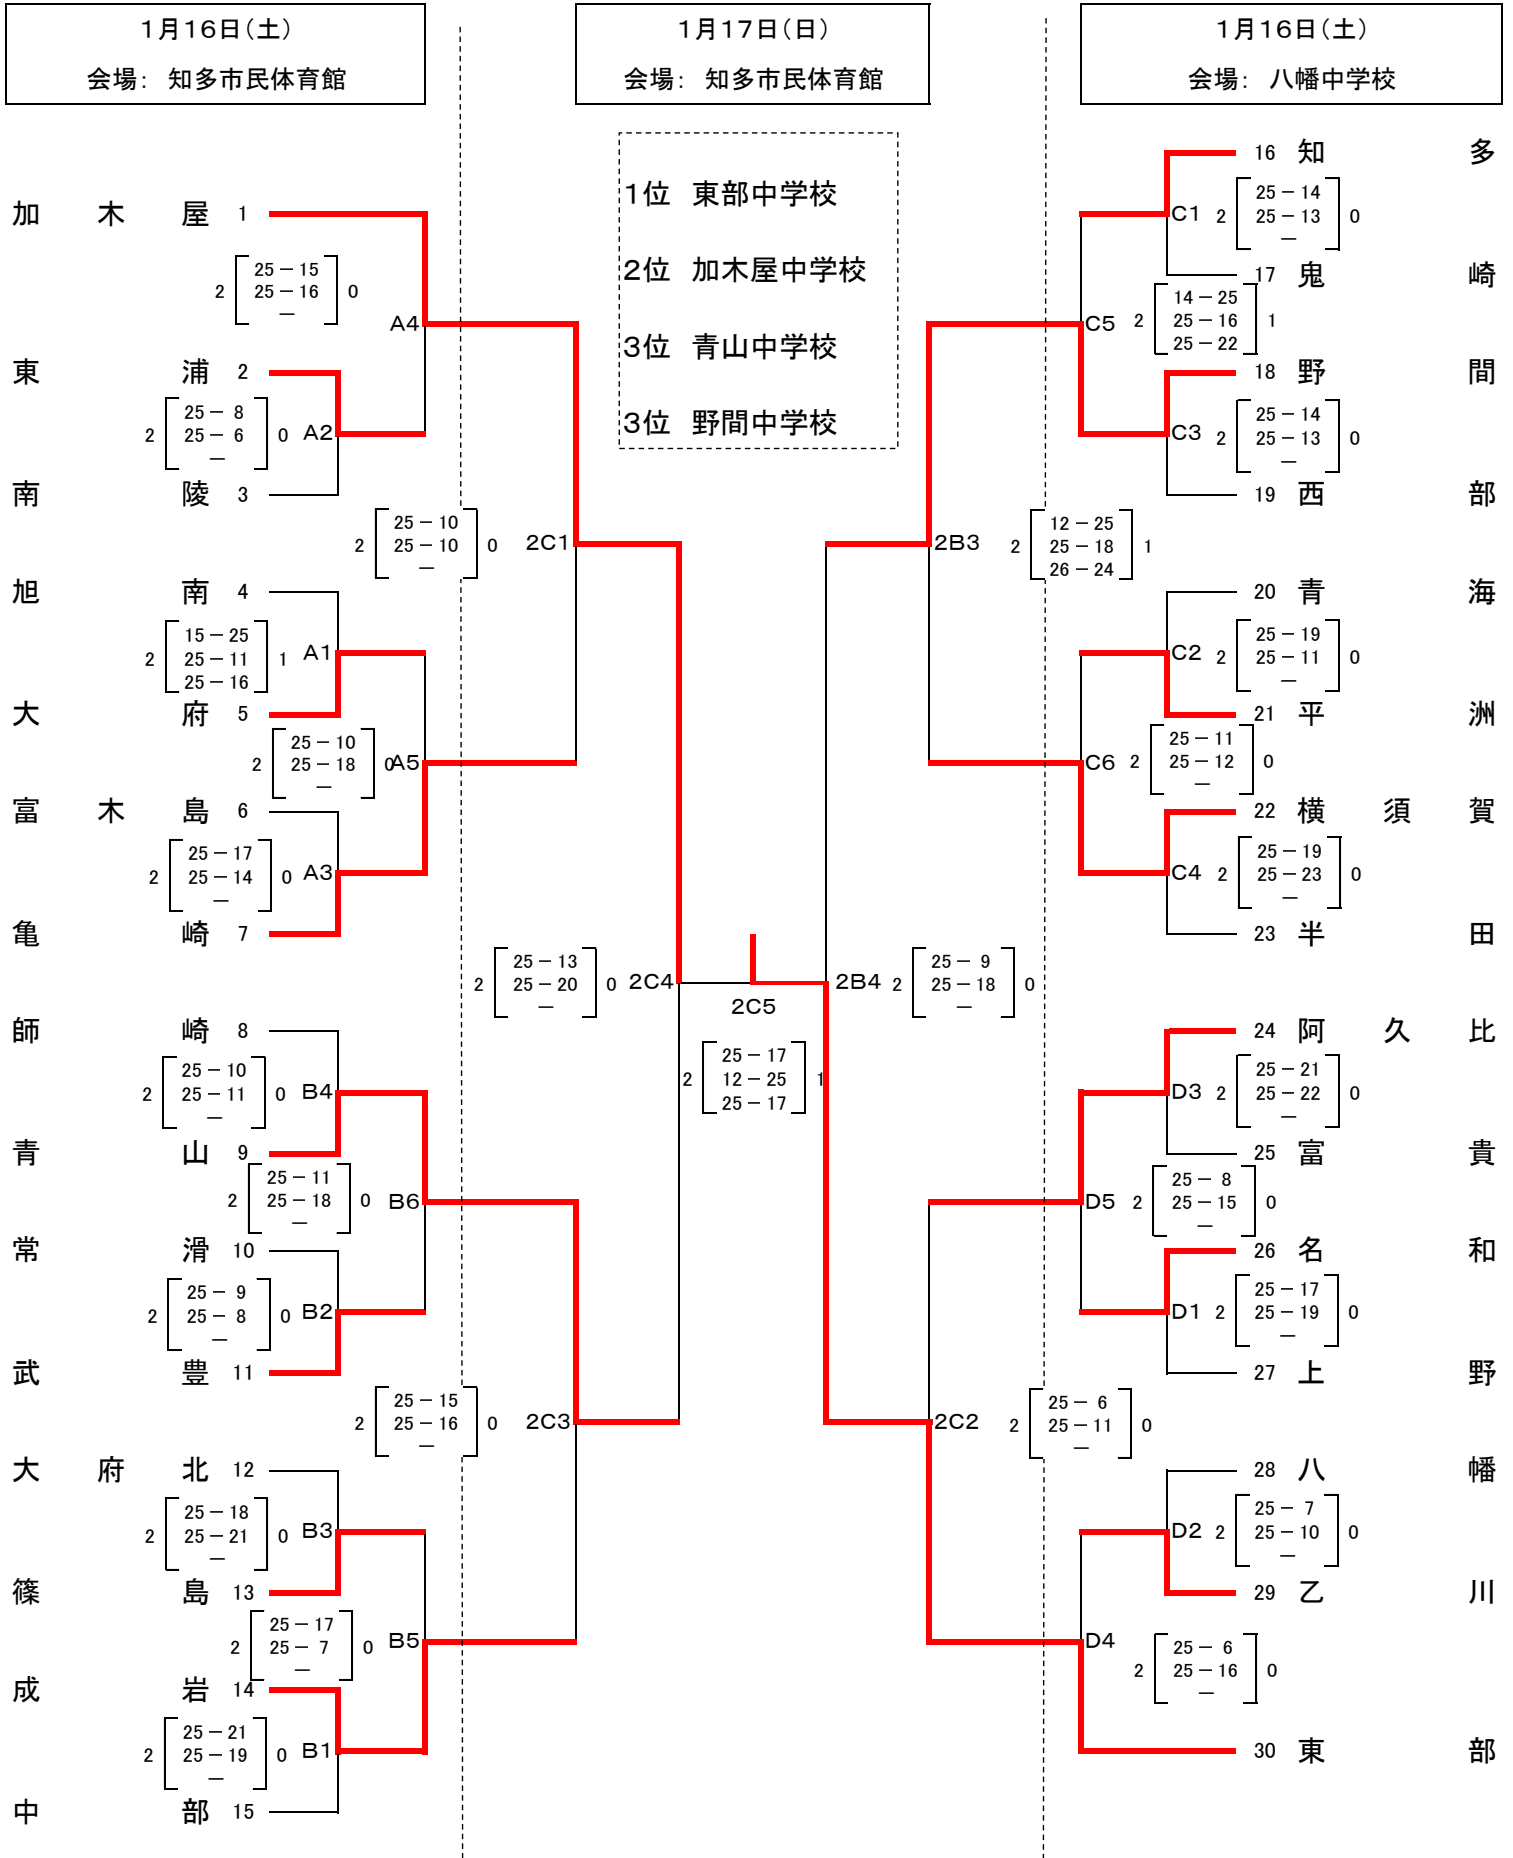 1月16日(土)
会場: 知多市民体育館
1月17日(日)
会場: 知多市民体育館
1月16日(土)
会場: 八幡中学校
1位 東部中学校
2位 加木屋中学校
3位 青山中学校
3位 野間中学校
加木屋 1
2 25-15 0
25-16
-
A4
東浦 2
2 25-8 0
25-6
-
A2
南陵 3
2 25-10 0
25-10
-
2C1
旭南 4
2 15-25 1
25-11
25-16
A1
大府 5
2 25-10 0
25-18
-
A5
富木島 6
2 25-17 0
25-14
-
A3
亀崎 7
2 25-13 0
25-20
-
2C4
師崎 8
2 25-10 0
25-11
-
B4
青山 9
2 25-11 0
25-18
-
B6
常滑 10
2 25-9 0
25-8
-
B2
武豊 11
2 25-15 0
25-16
-
2C3
大府北 12
2 25-18 0
25-21
-
B3
篠島 13
2 25-17 0
25-7
-
B5
成岩 14
2 25-21 0
25-19
-
B1
中部 15
2C5
2 25-17 1
12-25
25-17
16 知多
C1 2 25-14 0
25-13
-
17 鬼崎
C5 2 14-25 1
25-16
25-22
18 野間
C3 2 25-14 0
25-13
-
19 西部
2B3 2 12-25 1
25-18
26-24
20 青海
C2 2 25-19 0
25-11
-
21 平洲
C6 2 25-11 0
25-12
-
22 横須賀
C4 2 25-19 0
25-23
-
23 半田
2B4 2 25-9 0
25-18
-
24 阿久比
D3 2 25-21 0
25-22
-
25 富貴
D5 2 25-8 0
25-15
-
26 名和
D1 2 25-17 0
25-19
-
27 上野
2C2 2 25-6 0
25-11
-
28 八幡
D2 2 25-7 0
25-10
-
29 乙川
D4 2 25-6 0
25-16
-
30 東部